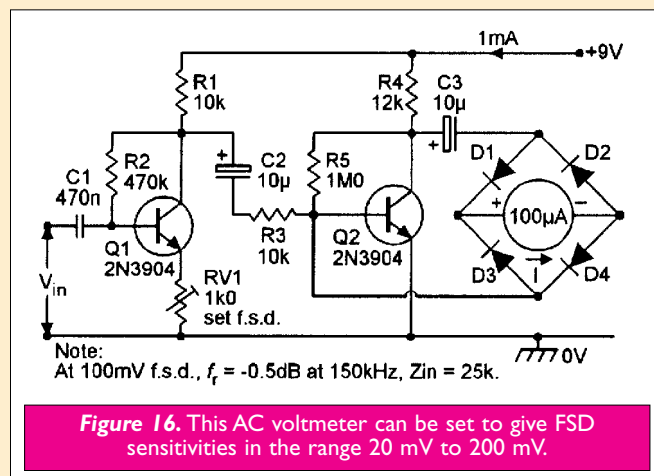 1mA
+9V
R1
10k
R4
12k
C3
10µ
+
C1
470n
R2
470k
+
C2
10µ
R5
1M0
D1
D2
+
100µA
−
Q1
2N3904
R3
10k
Q2
2N3904
D3
I
D4
Vin
RV1
1k0
set f.s.d.
0V
Note:
At 100mV f.s.d., fr = -0.5dB at 150kHz, Zin = 25k.
Figure 16. This AC voltmeter can be set to give FSD
sensitivities in the range 20 mV to 200 mV.